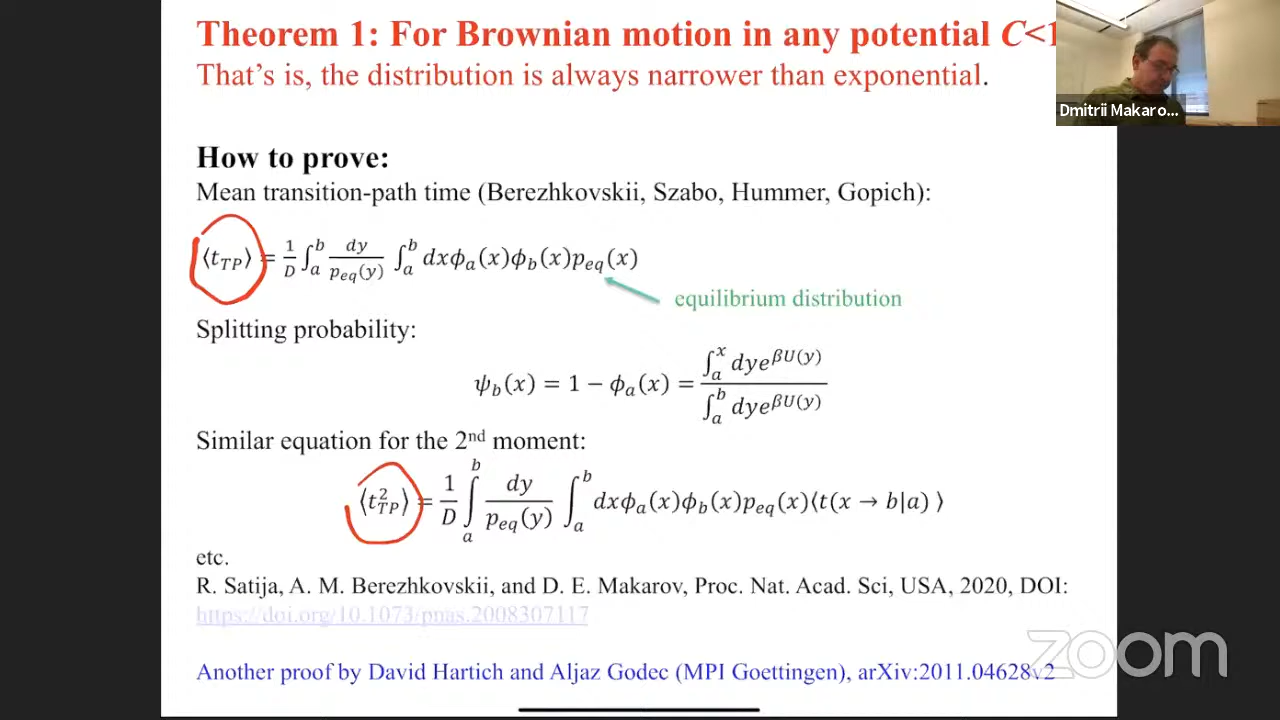 Theorem 1: For Brownian motion in any potential C<1
That's is, the distribution is always narrower than exponential.
Dmitrii Makaro...
How to prove:
Mean transition-path time (Berezhkovskii, Szabo, Hummer, Gopich):
⟨t_TP⟩ = 1/D ∫_a^b dy/p_eq(y) ∫_a^b dxϕ_a(x)ϕ_b(x)p_eq(x)
equilibrium distribution
Splitting probability:
ψ_b(x) = 1 − ϕ_a(x) = ∫_a^x dye^{βU(y)} / ∫_a^b dye^{βU(y)}
Similar equation for the 2nd moment:
⟨t²_TP⟩ = 1/D ∫_a^b dy/p_eq(y) ∫_a^b dxϕ_a(x)ϕ_b(x)p_eq(x)⟨t(x → b|a) ⟩
etc.
R. Satija, A. M. Berezhkovskii, and D. E. Makarov, Proc. Nat. Acad. Sci, USA, 2020, DOI:
https://doi.org/10.1073/pnas.2008307117
zoom
Another proof by David Hartich and Aljaz Godec (MPI Goettingen), arXiv:2011.04628v2